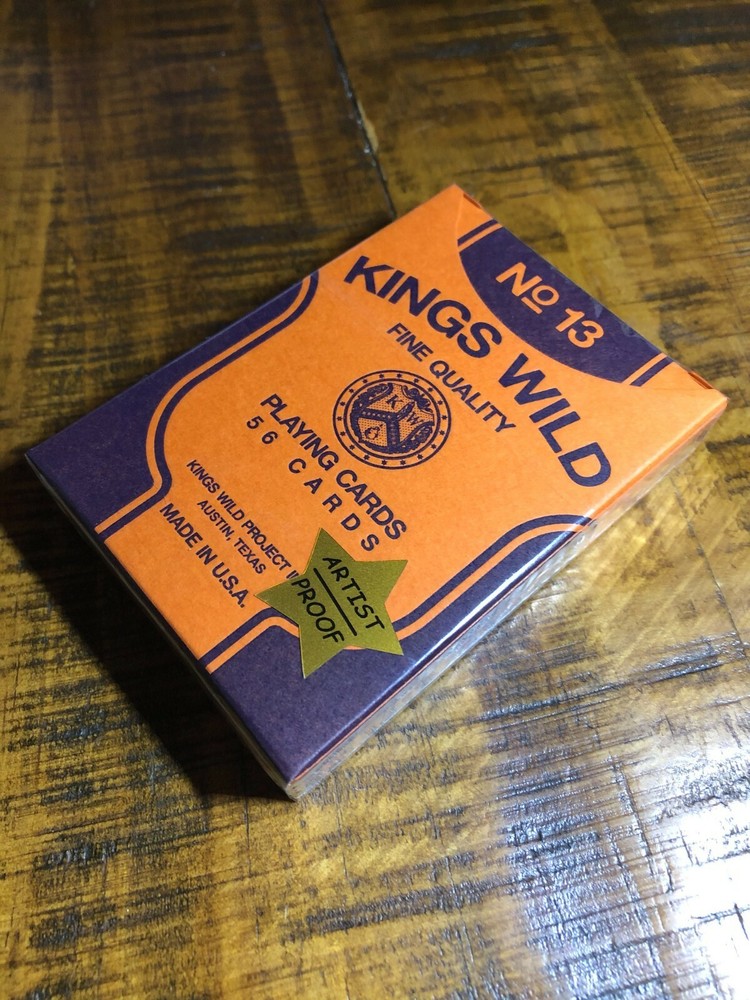 No 13
KINGS WILD
FINE QUALITY
K W
PLAYING CARDS
56 CARDS
KINGS WILD PROJECT
AUSTIN, TEXAS
MADE IN U.S.A.
ARTIST
PROOF